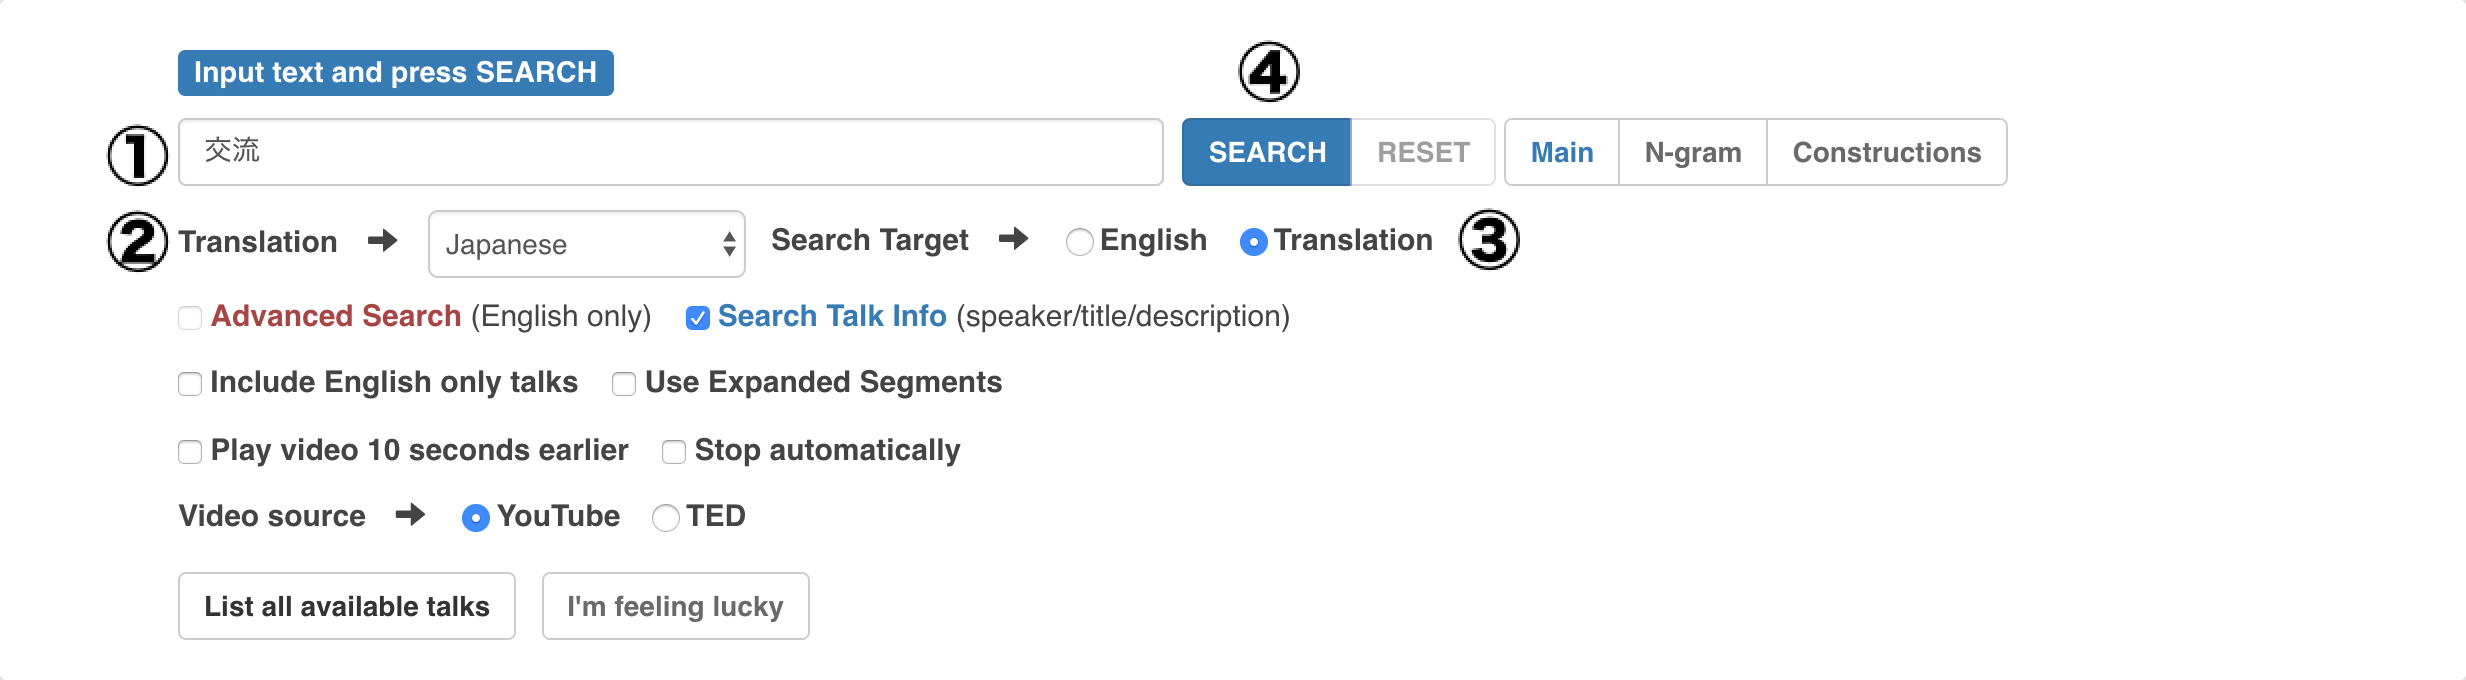 Input text and press SEARCH
④
① 交流 SEARCH RESET Main N-gram Constructions
② Translation ➡ Japanese Search Target ➡ English Translation ③
Advanced Search (English only) Search Talk Info (speaker/title/description)
Include English only talks Use Expanded Segments
Play video 10 seconds earlier Stop automatically
Video source ➡ YouTube TED
List all available talks I'm feeling lucky